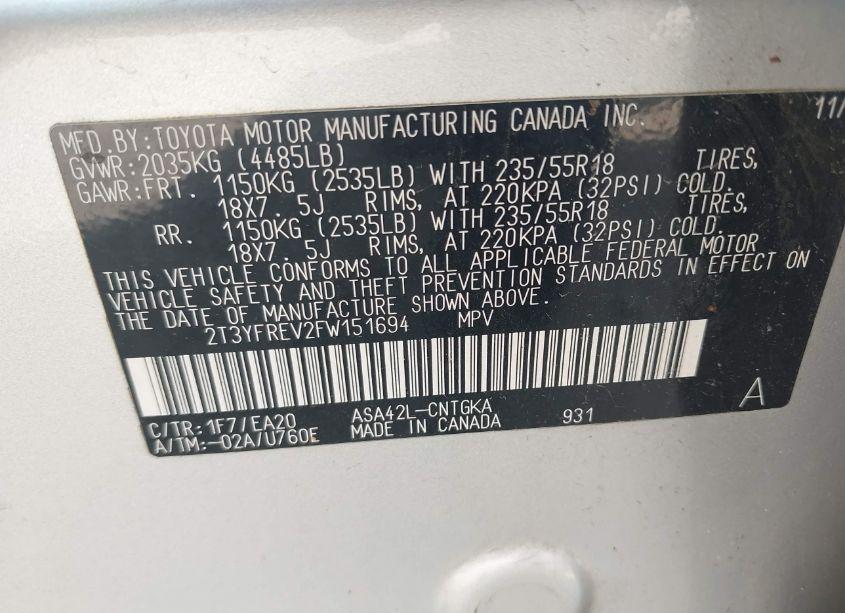 MFD.BY:TOYOTA MOTOR MANUFACTURING CANADA INC. 11/
GVWR:2035KG (4485LB)
GAWR:FRT. 1150KG (2535LB) WITH 235/55R18 TIRES,
18X7. 5J RIMS, AT 220KPA (32PSI) COLD.
RR. 1150KG (2535LB) WITH 235/55R18 TIRES,
18X7. 5J RIMS, AT 220KPA (32PSI) COLD.
THIS VEHICLE CONFORMS TO ALL APPLICABLE FEDERAL MOTOR
VEHICLE SAFETY AND THEFT PREVENTION STANDARDS IN EFFECT ON
THE DATE OF MANUFACTURE SHOWN ABOVE.
2T3YFREV2FW151694 MPV
C/TR:1F7/EA20 ASA42L-CNTGKA 931 A
A/TM:-02A/U760E MADE IN CANADA